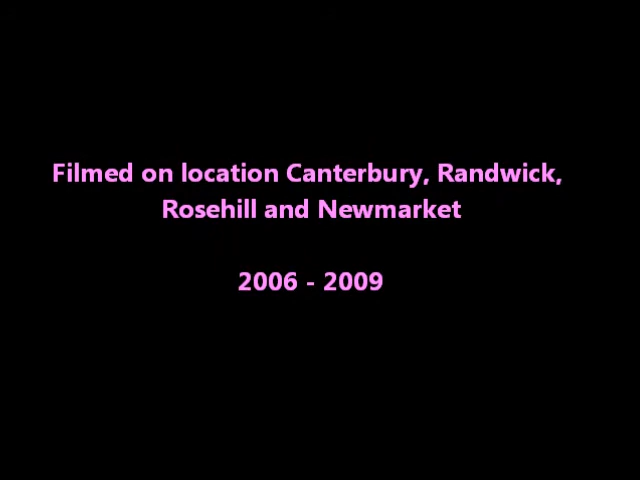 Filmed on location Canterbury, Randwick,
Rosehill and Newmarket
2006 - 2009